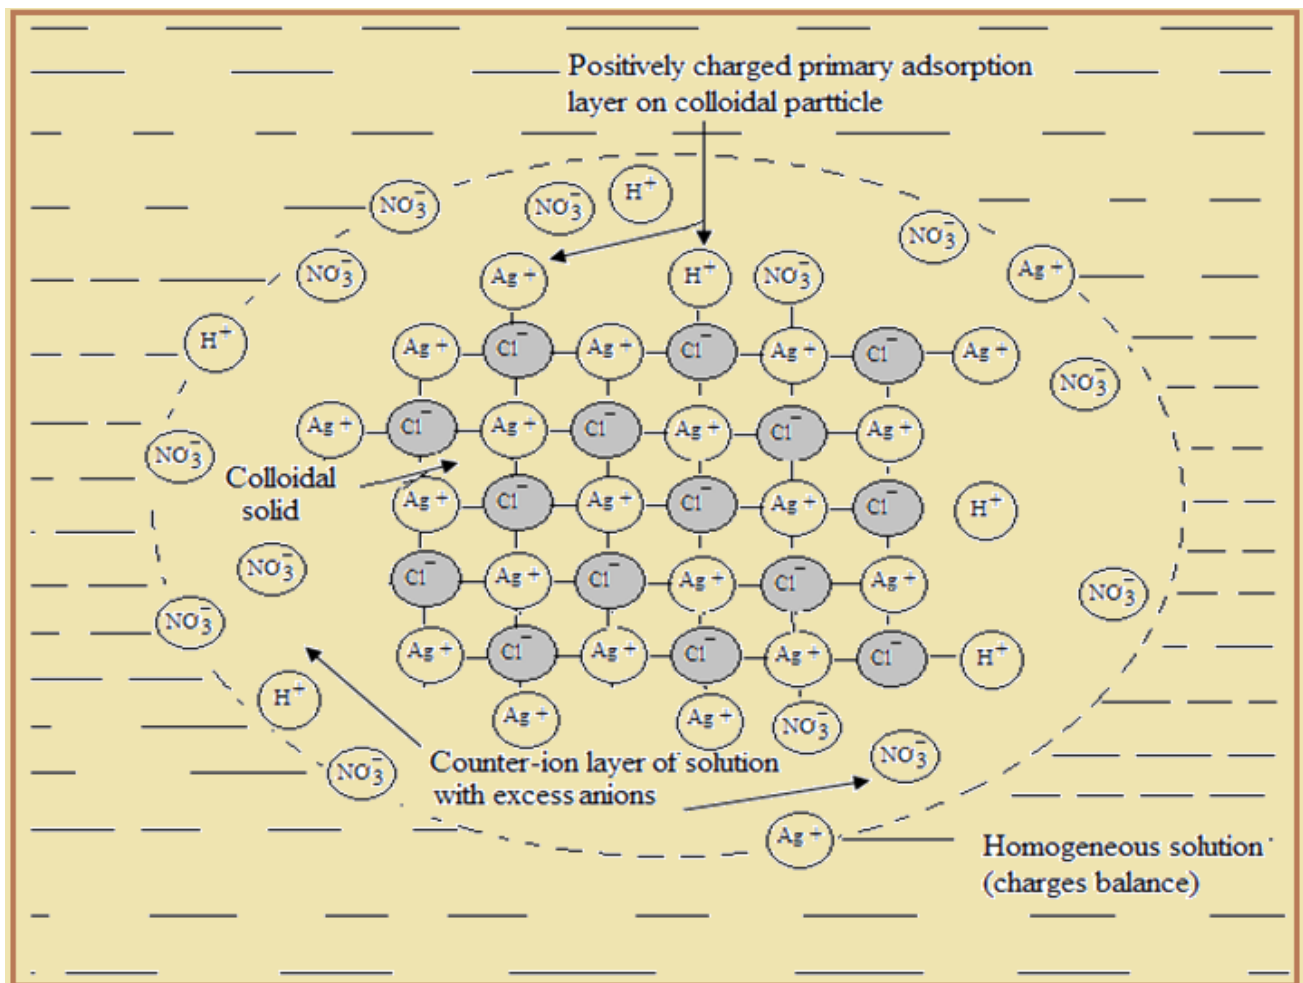 Positively charged primary adsorption
layer on colloidal partticle
NO3− NO3− H+ NO3−
NO3− Ag+ H+ NO3− Ag+
H+ Ag+ Cl− Ag+ Cl− Ag+ Cl− Ag+
NO3−
Ag+ Cl− Ag+ Cl− Ag+ Cl− Ag+
NO3−
Colloidal
solid
Ag+ Cl− Ag+ Cl− Ag+ Cl− H+
NO3− Cl− Ag+ Cl− Ag+ Cl− Ag+ NO3−
NO3−
Ag+ Cl− Ag+ Cl− Ag+ Cl− H+
H+ Ag+ Ag+ NO3−
NO3− NO3−
Counter-ion layer of solution
with excess anions
Ag+
Homogeneous solution
(charges balance)